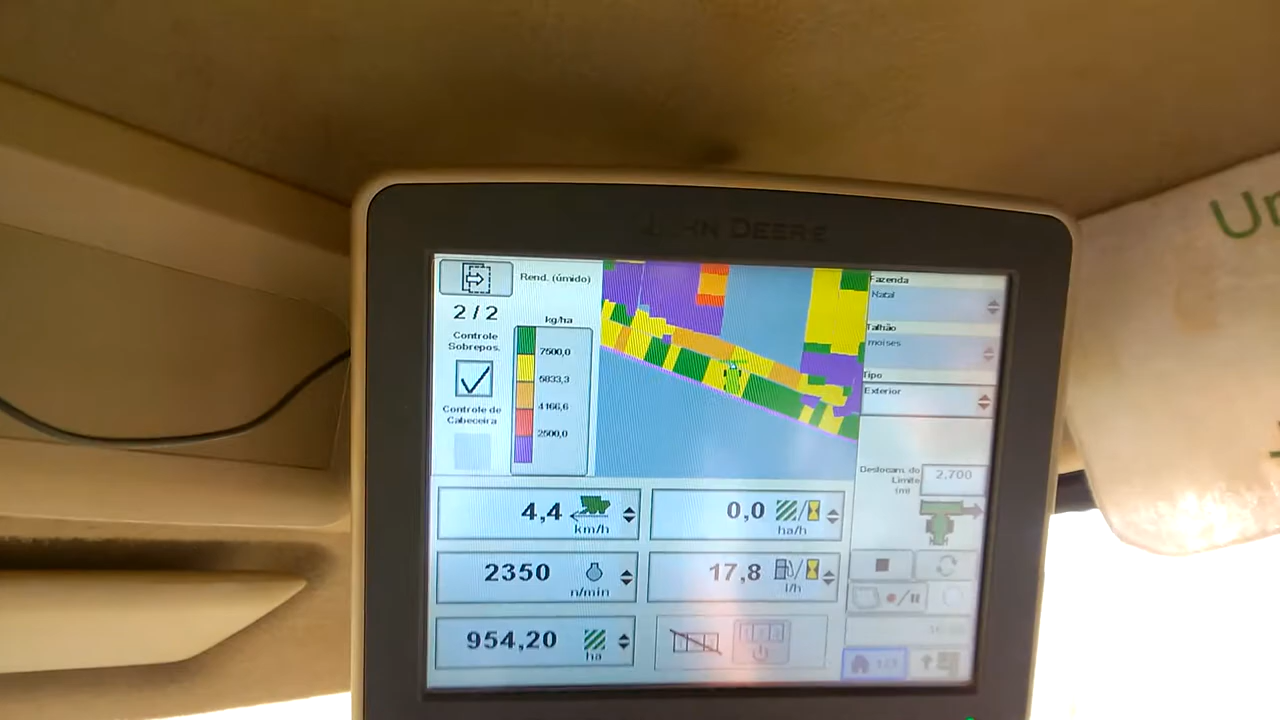 JOHN DEERE
Un
Rend. (úmido)
2 / 2
Controle
Sobrepos.
Controle de
Cabeceira
kg/ha
7500,0
5833,3
4166,6
2500,0
Fazenda
Natal
Talhão
moises
Tipo
Exterior
Deslocam. do
Limite
(m)
2,700
4,4
km/h
0,0
ha/h
2350
n/min
17,8
l/h
954,20
ha